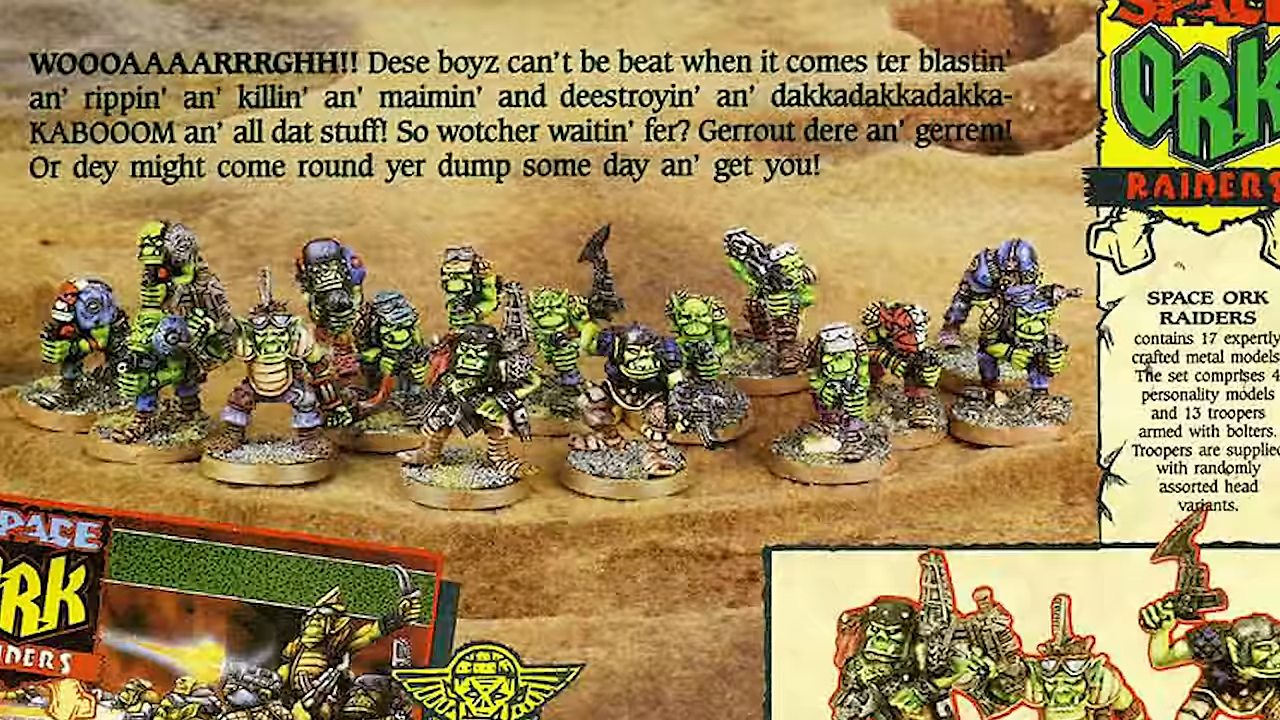 WOOOAAAARRRGHH!! Dese boyz can't be beat when it comes ter blastin'
an' rippin' an' killin' an' maimin' and deestroyin' an' dakkadakkadakka-
KABOOOM an' all dat stuff! So wotcher waitin' fer? Gerrout dere an' gerrem!
Or dey might come round yer dump some day an' get you!
SPACE
ORK
RAIDERS
SPACE ORK
RAIDERS
contains 17 expertly
crafted metal models.
The set comprises 4
personality models
and 13 troopers
armed with bolters.
Troopers are supplied
with randomly
assorted head
variants.
SPACE
ORK
RAIDERS